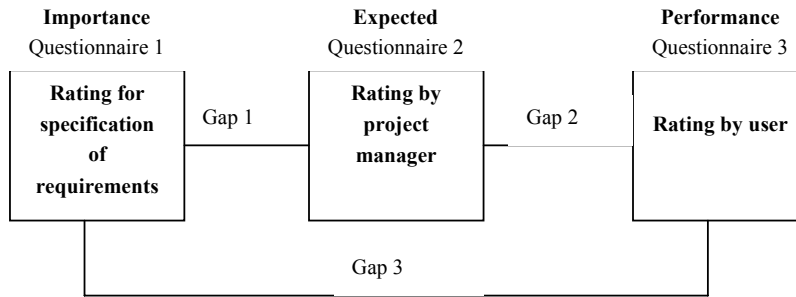 Importance
Questionnaire 1
Expected
Questionnaire 2
Performance
Questionnaire 3
Rating for
specification
of
requirements
Gap 1
Rating by
project
manager
Gap 2
Rating by user
Gap 3